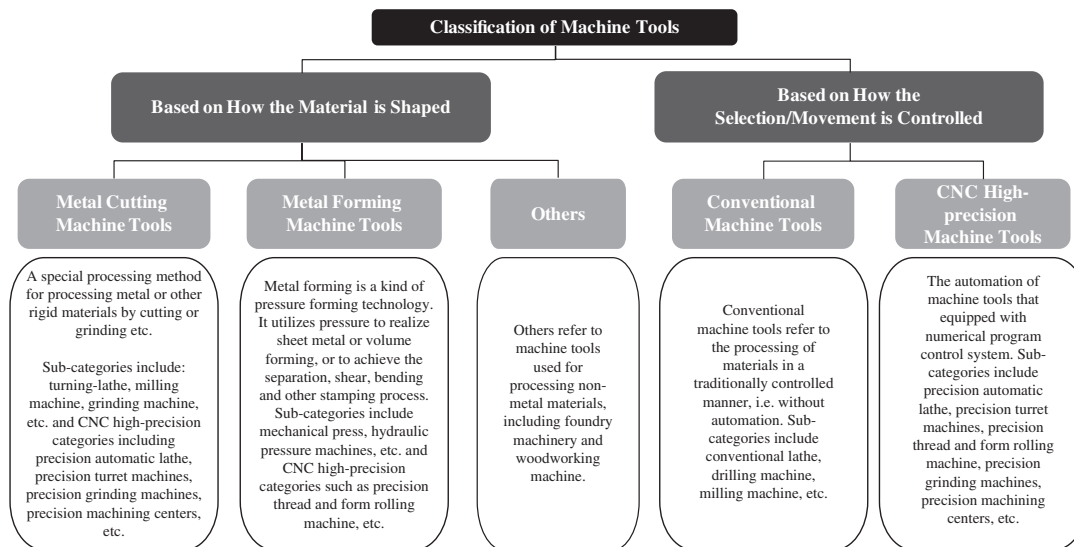 Classification of Machine Tools
Based on How the Material is Shaped
Based on How the
Selection/Movement is Controlled
Metal Cutting
Machine Tools
Metal Forming
Machine Tools
Others
Conventional
Machine Tools
CNC High-
precision
Machine Tools
A special processing method
for processing metal or other
rigid materials by cutting or
grinding etc.
Sub-categories include:
turning-lathe, milling
machine, grinding machine,
etc. and CNC high-precision
categories including
precision automatic lathe,
precision turret machines,
precision grinding machines,
precision machining centers,
etc.
Metal forming is a kind of
pressure forming technology.
It utilizes pressure to realize
sheet metal or volume
forming, or to achieve the
separation, shear, bending
and other stamping process.
Sub-categories include
mechanical press, hydraulic
pressure machines, etc. and
CNC high-precision
categories such as precision
thread and form rolling
machine, etc.
Others refer to
machine tools
used for
processing non-
metal materials,
including foundry
machinery and
woodworking
machine.
Conventional
machine tools refer to
the processing of
materials in a
traditionally controlled
manner, i.e. without
automation. Sub-
categories include
conventional lathe,
drilling machine,
milling machine, etc.
The automation of
machine tools that
equipped with
numerical program
control system. Sub-
categories include
precision automatic
lathe, precision turret
machines, precision
thread and form rolling
machine, precision
grinding machines,
precision machining
centers, etc.